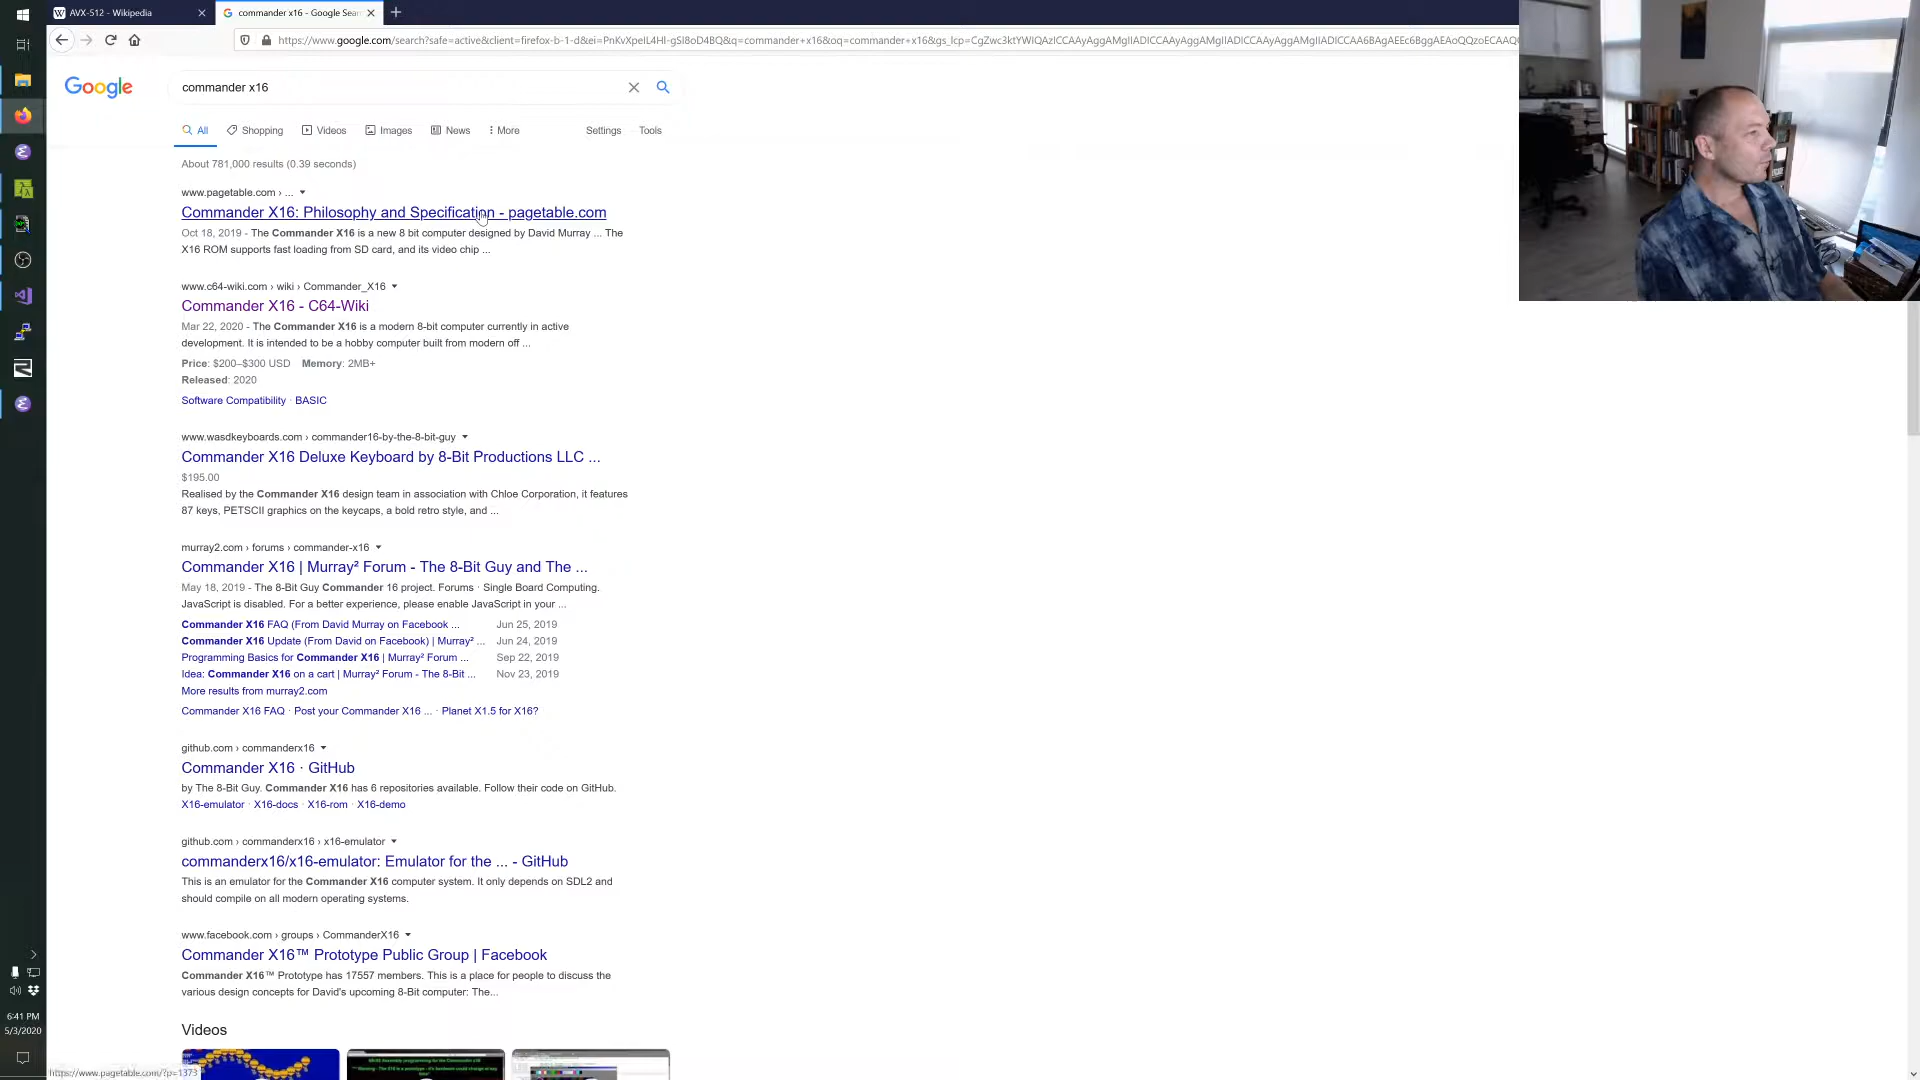 AVX-512 - Wikipedia
commander x16 - Google Sear
https://www.google.com/search?safe=active&client=firefox-b-1-d&ei=PnKvXpeIL4HI-gSI8oD4BQ&q=commander+x16&oq=commander+x16&gs_lcp=
Google
commander x16
All
Shopping
Videos
Images
News
More
Settings
Tools
About 781,000 results (0.39 seconds)
www.pagetable.com › ...
Commander X16: Philosophy and Specification - pagetable.com
Oct 18, 2019 - The Commander X16 is a new 8 bit computer designed by David Murray ... The
X16 ROM supports fast loading from SD card, and its video chip ...
www.c64-wiki.com › wiki › Commander_X16
Commander X16 - C64-Wiki
Mar 22, 2020 - The Commander X16 is a modern 8-bit computer currently in active
development. It is intended to be a hobby computer built from modern off ...
Price: $200–$300 USD Memory: 2MB+
Released: 2020
Software Compatibility · BASIC
www.wasdkeyboards.com › commander16-by-the-8-bit-guy
Commander X16 Deluxe Keyboard by 8-Bit Productions LLC ...
$195.00
Realised by the Commander X16 design team in association with Chloe Corporation, it features
87 keys, PETSCII graphics on the keycaps, a bold retro style, and ...
murray2.com › forums › commander-x16
Commander X16 | Murray² Forum - The 8-Bit Guy and The ...
May 18, 2019 - The 8-Bit Guy Commander 16 project. Forums · Single Board Computing.
JavaScript is disabled. For a better experience, please enable JavaScript in your ...
Commander X16 FAQ (From David Murray on Facebook ... Jun 25, 2019
Commander X16 Update (From David on Facebook) | Murray² ... Jun 24, 2019
Programming Basics for Commander X16 | Murray² Forum ... Sep 22, 2019
Idea: Commander X16 on a cart | Murray² Forum - The 8-Bit ... Nov 23, 2019
More results from murray2.com
Commander X16 FAQ · Post your Commander X16 ... · Planet X1.5 for X16?
github.com › commanderx16
Commander X16 · GitHub
by The 8-Bit Guy. Commander X16 has 6 repositories available. Follow their code on GitHub.
X16-emulator · X16-docs · X16-rom · X16-demo
github.com › commanderx16 › x16-emulator
commanderx16/x16-emulator: Emulator for the ... - GitHub
This is an emulator for the Commander X16 computer system. It only depends on SDL2 and
should compile on all modern operating systems.
www.facebook.com › groups › CommanderX16
Commander X16™ Prototype Public Group | Facebook
Commander X16™ Prototype has 17557 members. This is a place for people to discuss the
various design concepts for David's upcoming 8-Bit computer: The...
Videos
6:41 PM
5/3/2020
https://www.pagetable.com/?p=1373